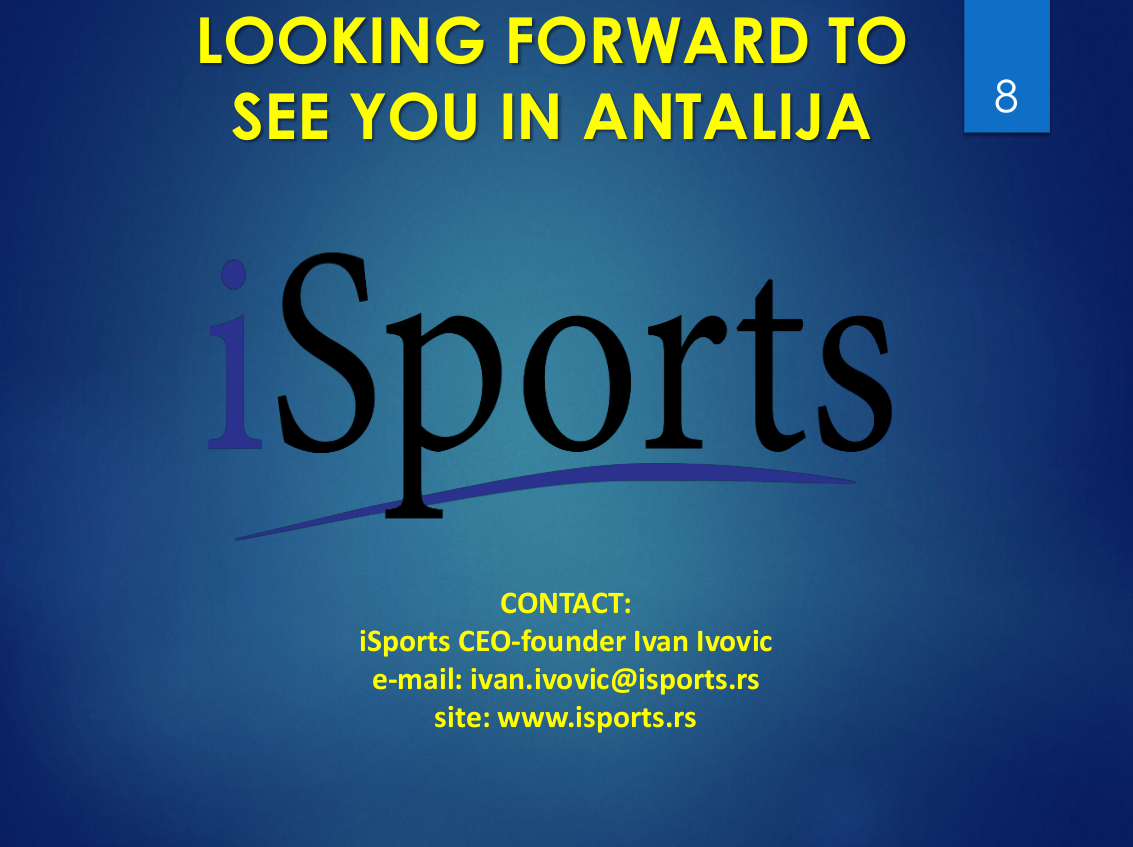 LOOKING FORWARD TO
SEE YOU IN ANTALIJA
8
iSports
CONTACT:
iSports CEO-founder Ivan Ivovic
e-mail: ivan.ivovic@isports.rs
site: www.isports.rs